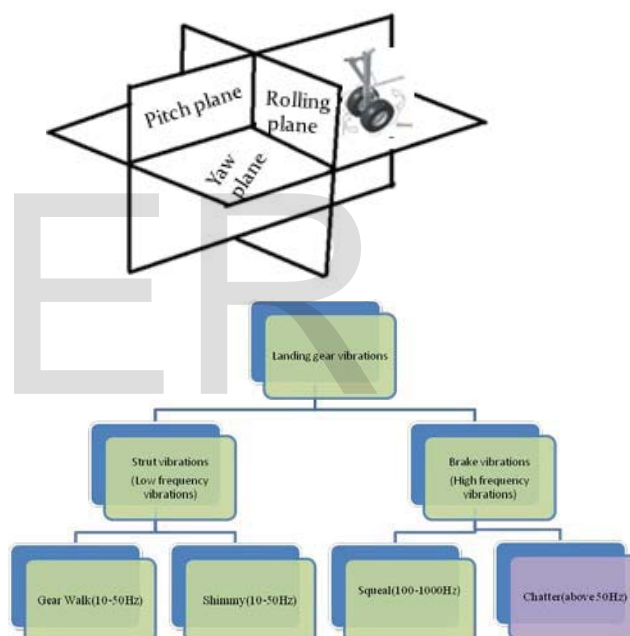 Pitch plane
Rolling
plane
Yaw
plane
ER
Landing gear vibrations
Strut vibrations
(Low frequency
vibrations)
Brake vibrations
(High frequency
vibrations)
Gear Walk(10-50Hz)
Shimmy(10-50Hz)
Squeal(100-1000Hz)
Chatter(above 50Hz)